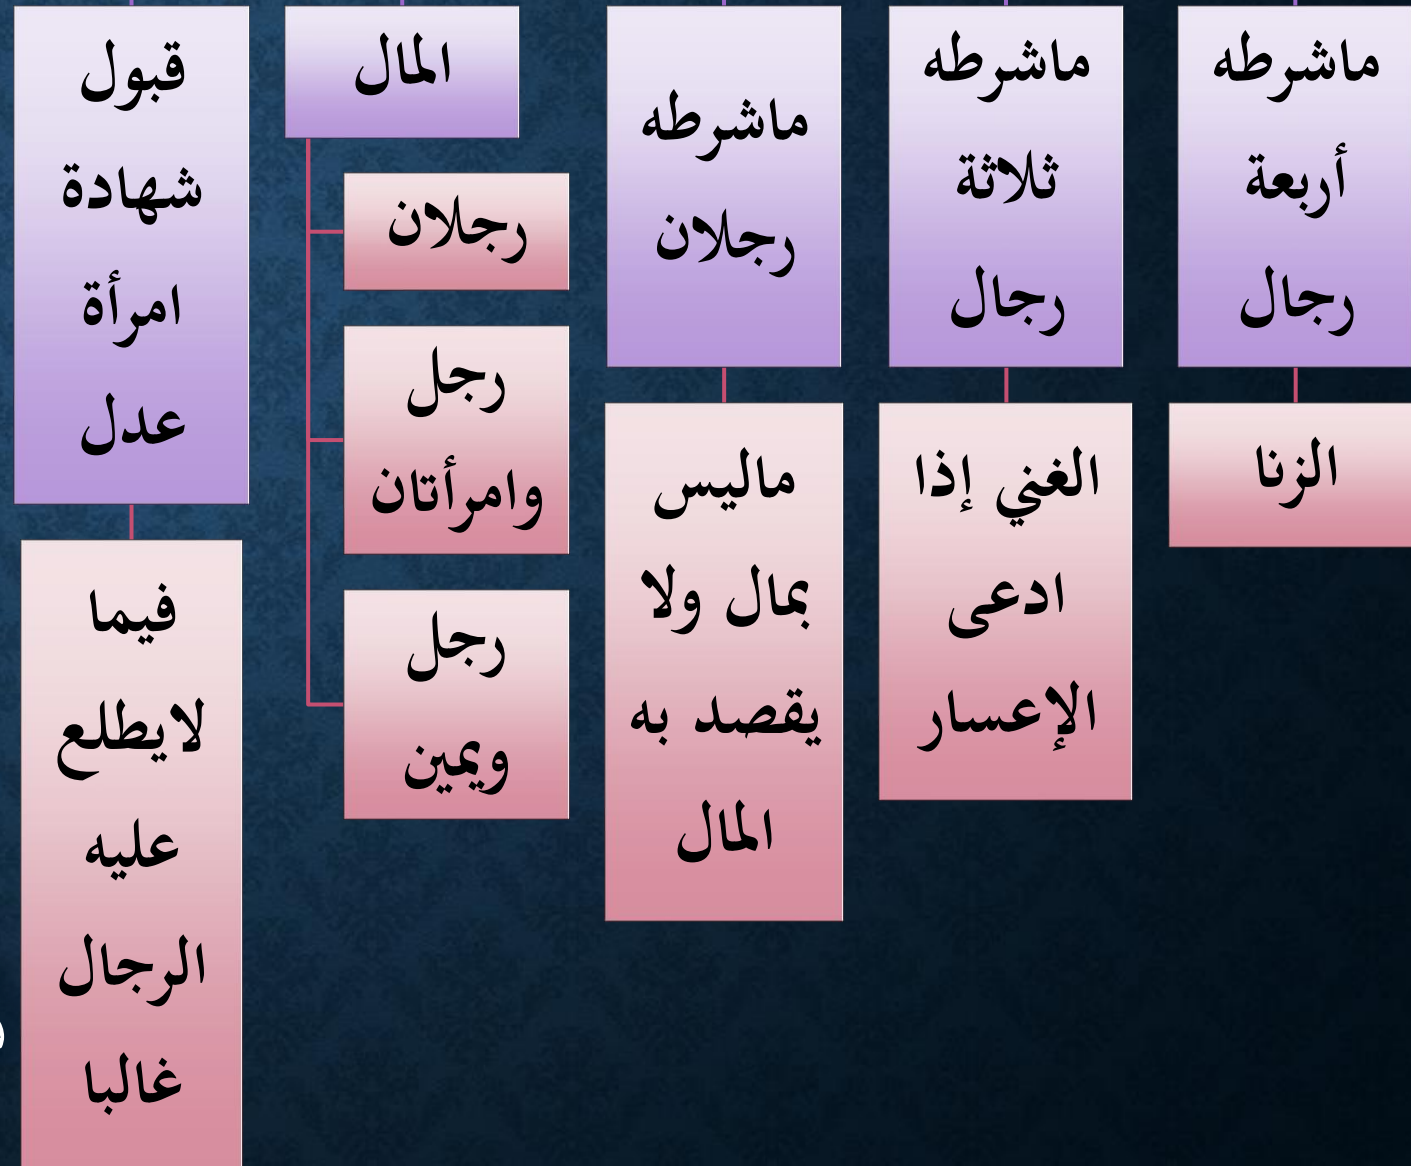 ماشرطه
أربعة
رجال
الزنا
ماشرطه
ثلاثة
رجال
الغني إذا
ادعى
الإعسار
ماشرطه
رجلان
ماليس
بمال ولا
يقصد به
المال
المال
رجلان
رجل
وامرأتان
رجل
ويمين
قبول
شهادة
امرأة
عدل
فيما
لايطلع
عليه
الرجال
غالبا